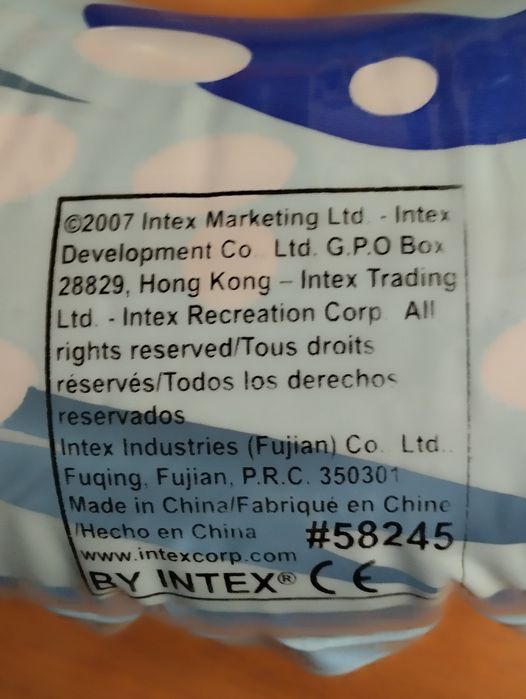 ©2007 Intex Marketing Ltd. - Intex
Development Co. Ltd. G.P.O Box
28829, Hong Kong – Intex Trading
Ltd. - Intex Recreation Corp. All
rights reserved/Tous droits
réservés/Todos los derechos
reservados
Intex Industries (Fujian) Co. Ltd..
Fuqing, Fujian, P.R.C. 350301
Made in China/Fabriqué en Chine
/Hecho en China #58245
www.intexcorp.com
BY INTEX® CE